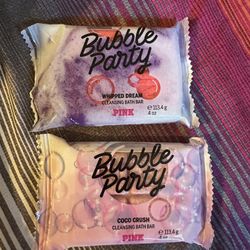 Bubble
Party
WHIPPED DREAM
CLEANSING BATH BAR
PINK
e 113.4 g
4 oz
Bubble
Party
COCO CRUSH
CLEANSING BATH BAR
PINK
e 113.4 g
4 oz